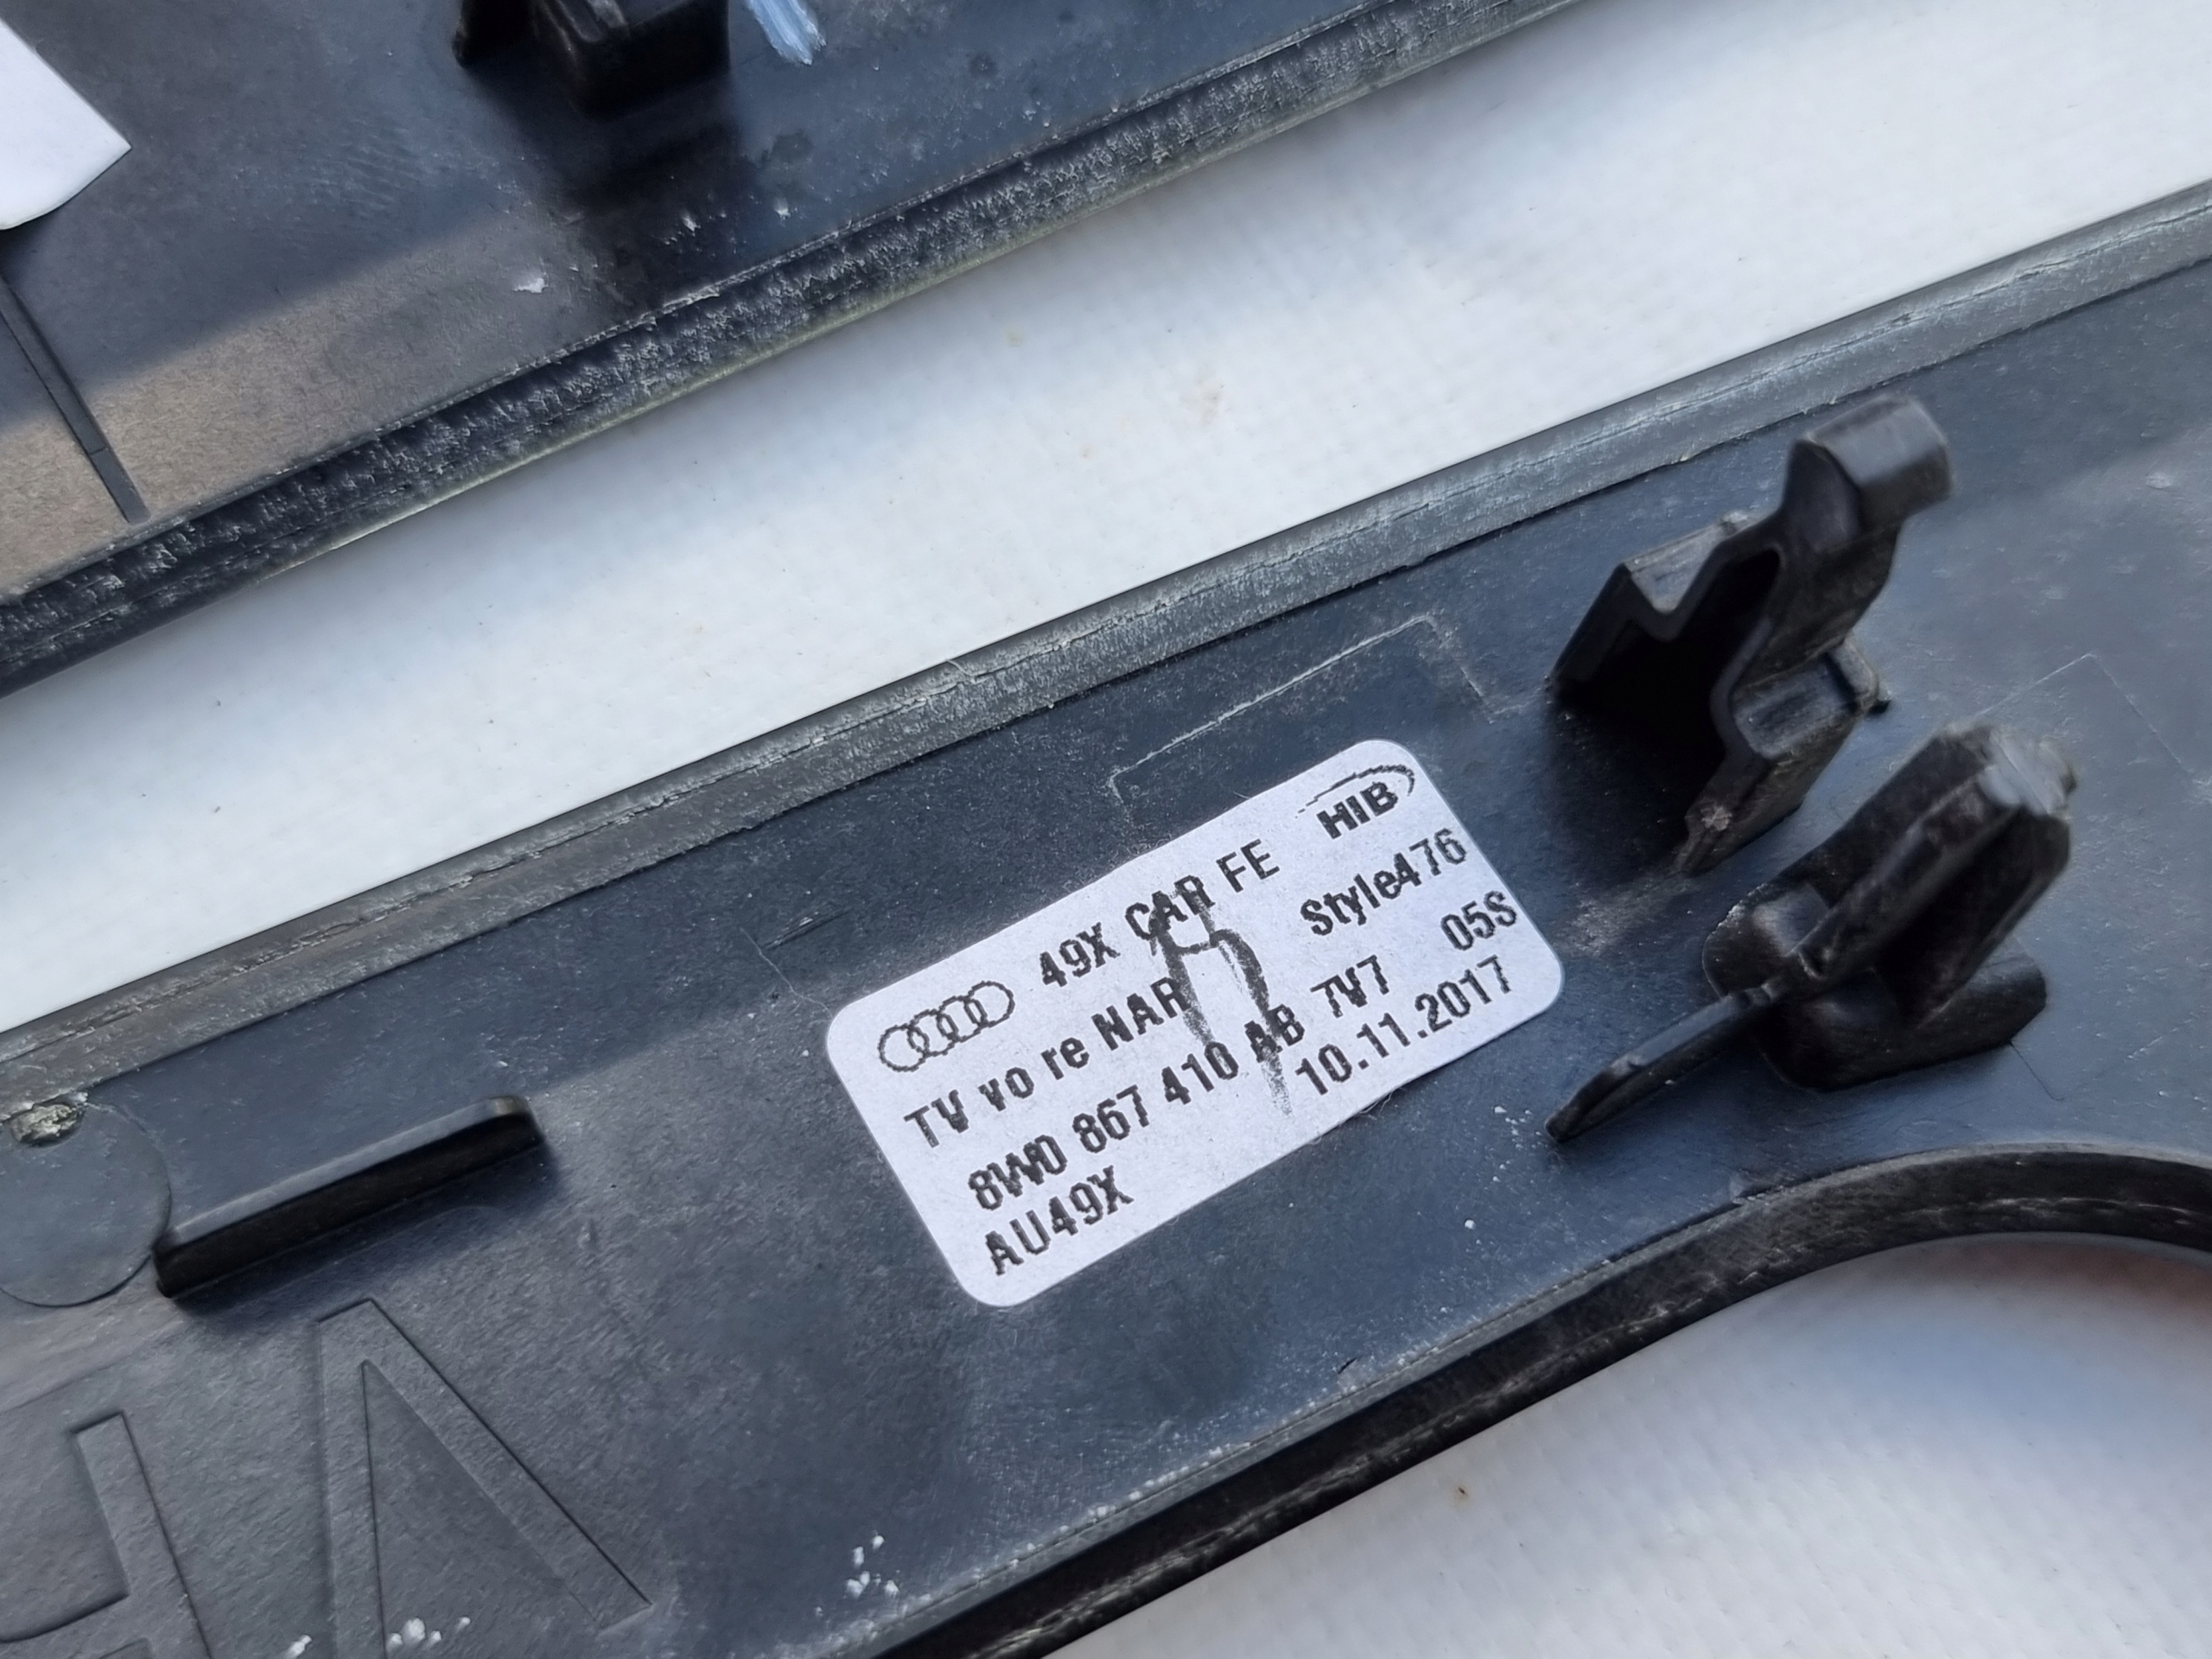 49X CAR FE HIB
TV vo re NAR Style476
8W0 867 410 AB 7V7 05S
AU49X 10.11.2017